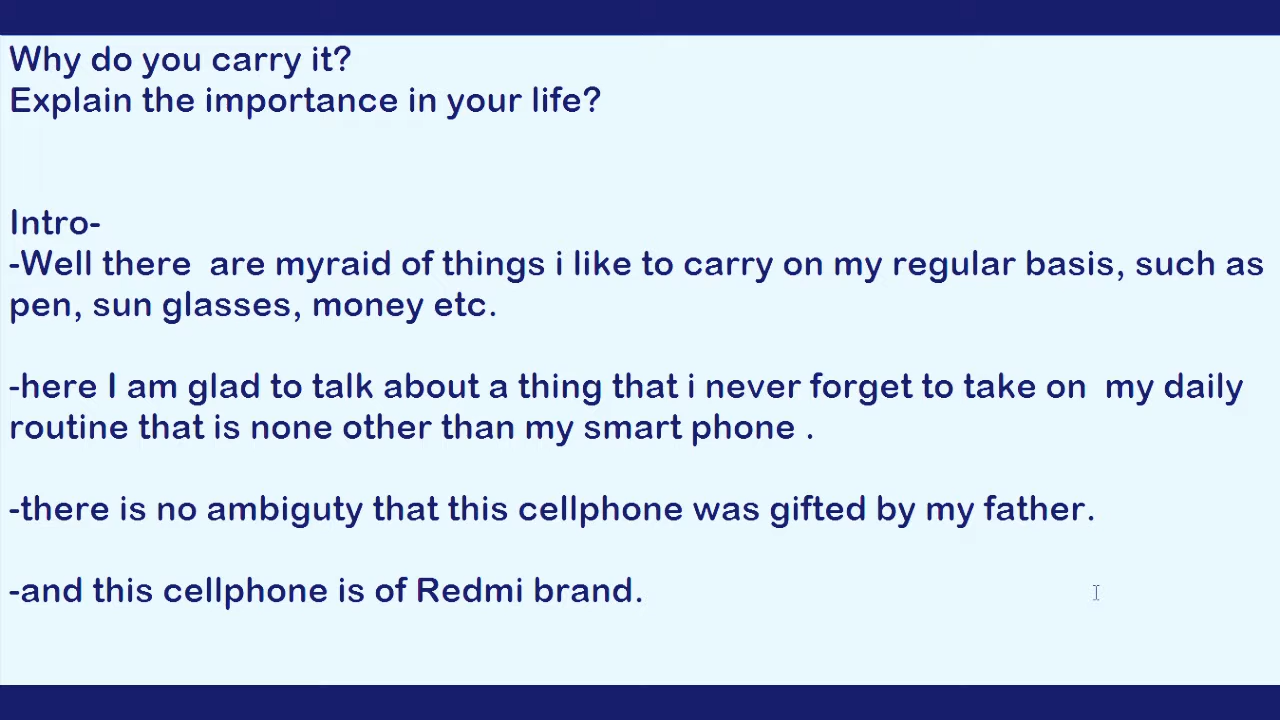 Why do you carry it?
Explain the importance in your life?
Intro-
-Well there  are myraid of things i like to carry on my regular basis, such as
pen, sun glasses, money etc.
-here I am glad to talk about a thing that i never forget to take on  my daily
routine that is none other than my smart phone .
-there is no ambiguty that this cellphone was gifted by my father.
-and this cellphone is of Redmi brand.